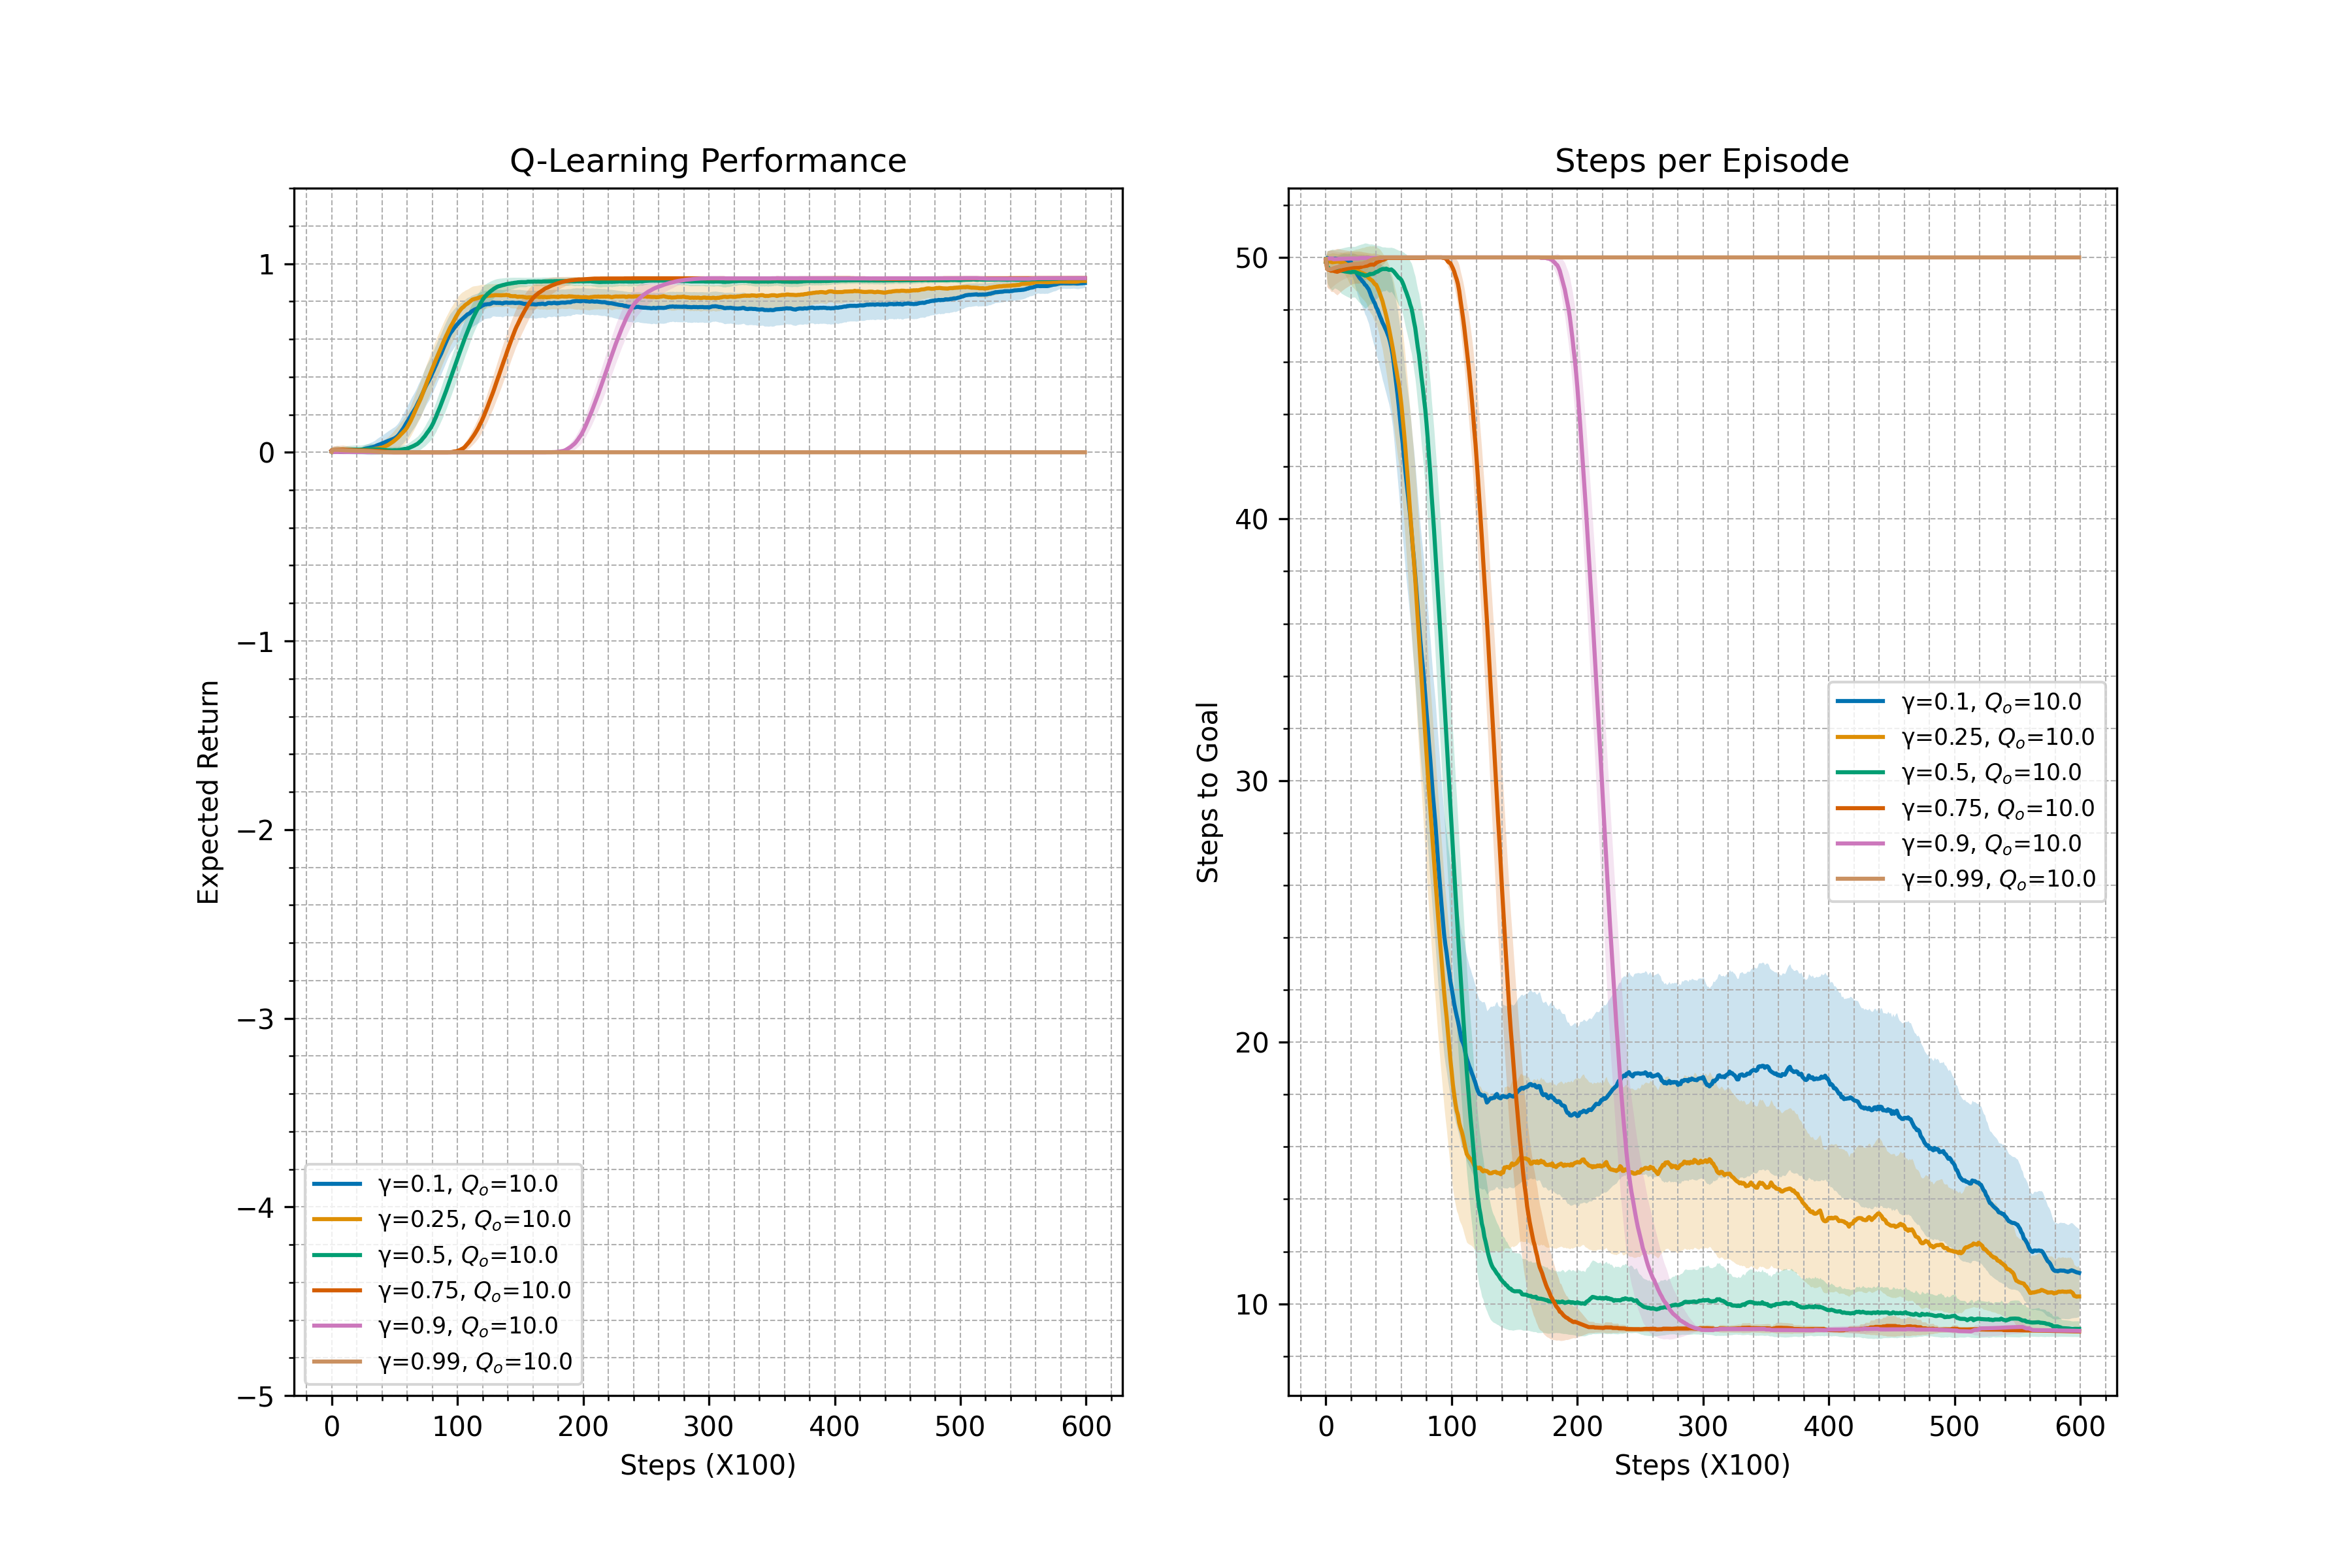 Q-Learning Performance
Expected Return
1
0
−1
−2
−3
−4
−5
0 100 200 300 400 500 600
Steps (X100)
γ=0.1, Qo=10.0
γ=0.25, Qo=10.0
γ=0.5, Qo=10.0
γ=0.75, Qo=10.0
γ=0.9, Qo=10.0
γ=0.99, Qo=10.0
Steps per Episode
Steps to Goal
50
40
30
20
10
0 100 200 300 400 500 600
Steps (X100)
γ=0.1, Qo=10.0
γ=0.25, Qo=10.0
γ=0.5, Qo=10.0
γ=0.75, Qo=10.0
γ=0.9, Qo=10.0
γ=0.99, Qo=10.0